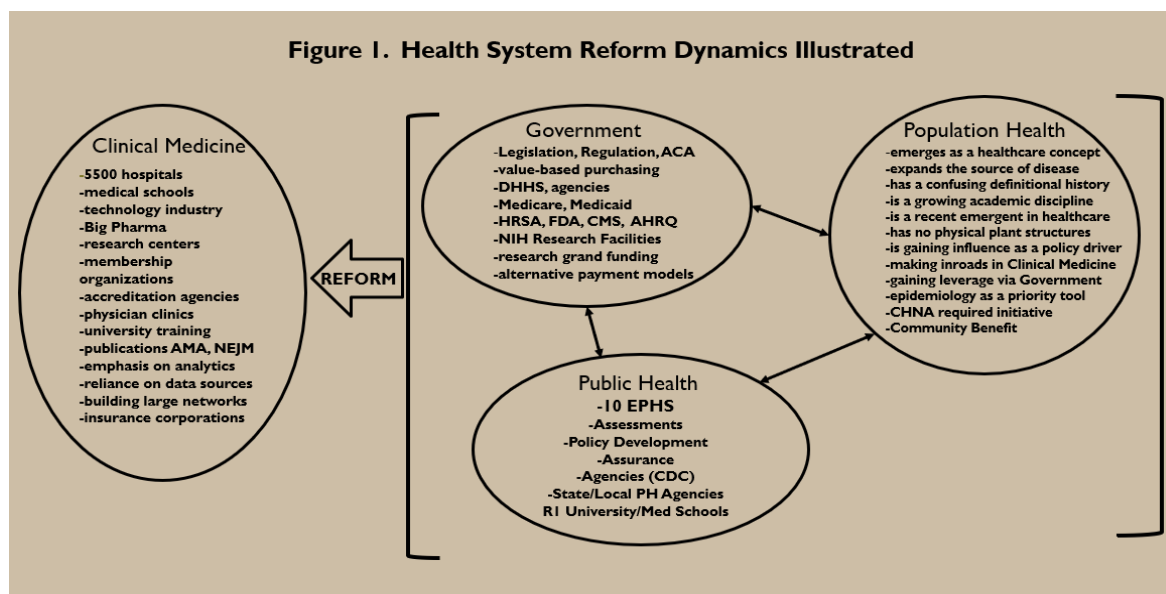 Figure 1. Health System Reform Dynamics Illustrated
Clinical Medicine
-5500 hospitals
-medical schools
-technology industry
-Big Pharma
-research centers
-membership
organizations
-accreditation agencies
-physician clinics
-university training
-publications AMA, NEJM
-emphasis on analytics
-reliance on data sources
-building large networks
-insurance corporations
REFORM
Government
-Legislation, Regulation, ACA
-value-based purchasing
-DHHS, agencies
-Medicare, Medicaid
-HRSA, FDA, CMS, AHRQ
-NIH Research Facilities
-research grand funding
-alternative payment models
Public Health
-10 EPHS
-Assessments
-Policy Development
-Assurance
-Agencies (CDC)
-State/Local PH Agencies
R1 University/Med Schools
Population Health
-emerges as a healthcare concept
-expands the source of disease
-has a confusing definitional history
-is a growing academic discipline
-is a recent emergent in healthcare
-has no physical plant structures
-is gaining influence as a policy driver
-making inroads in Clinical Medicine
-gaining leverage via Government
-epidemiology as a priority tool
-CHNA required initiative
-Community Benefit